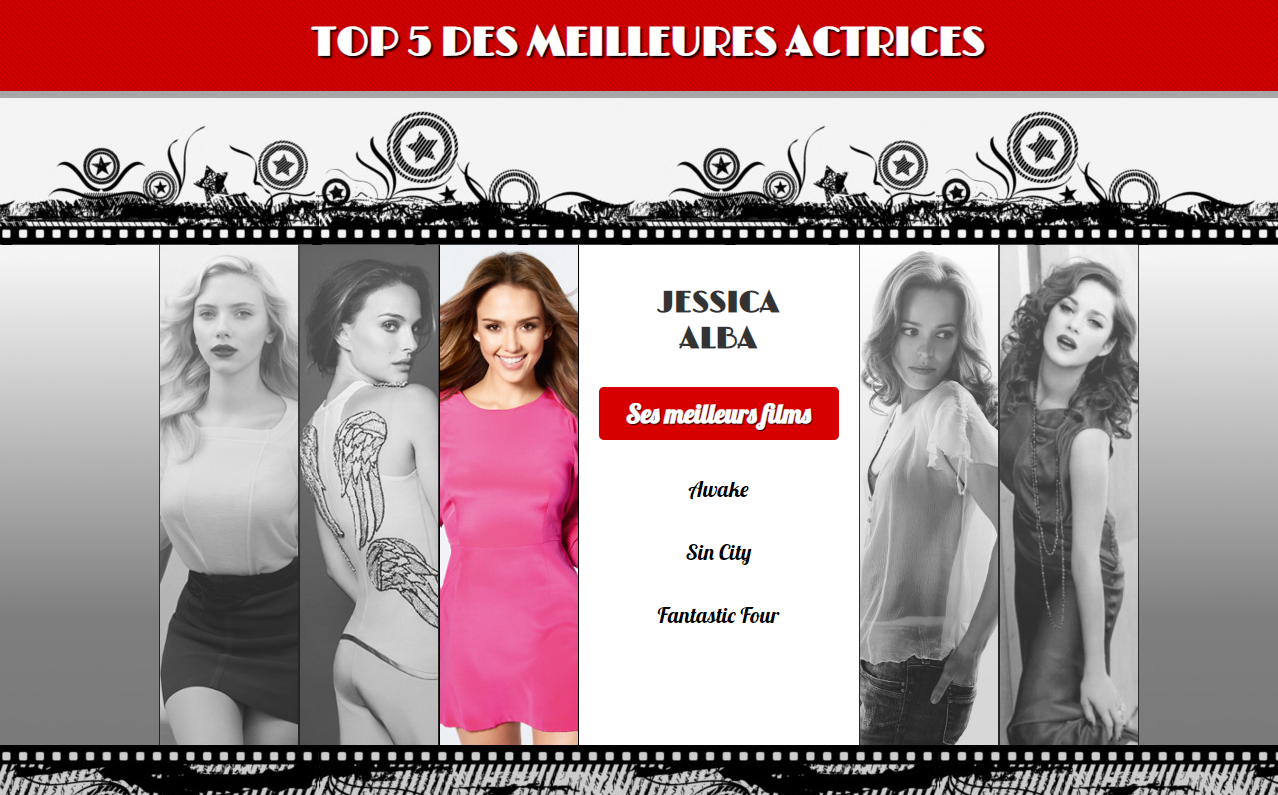 TOP 5 DES MEILLEURES ACTRICES
JESSICA
ALBA
Ses meilleurs films
Awake
Sin City
Fantastic Four